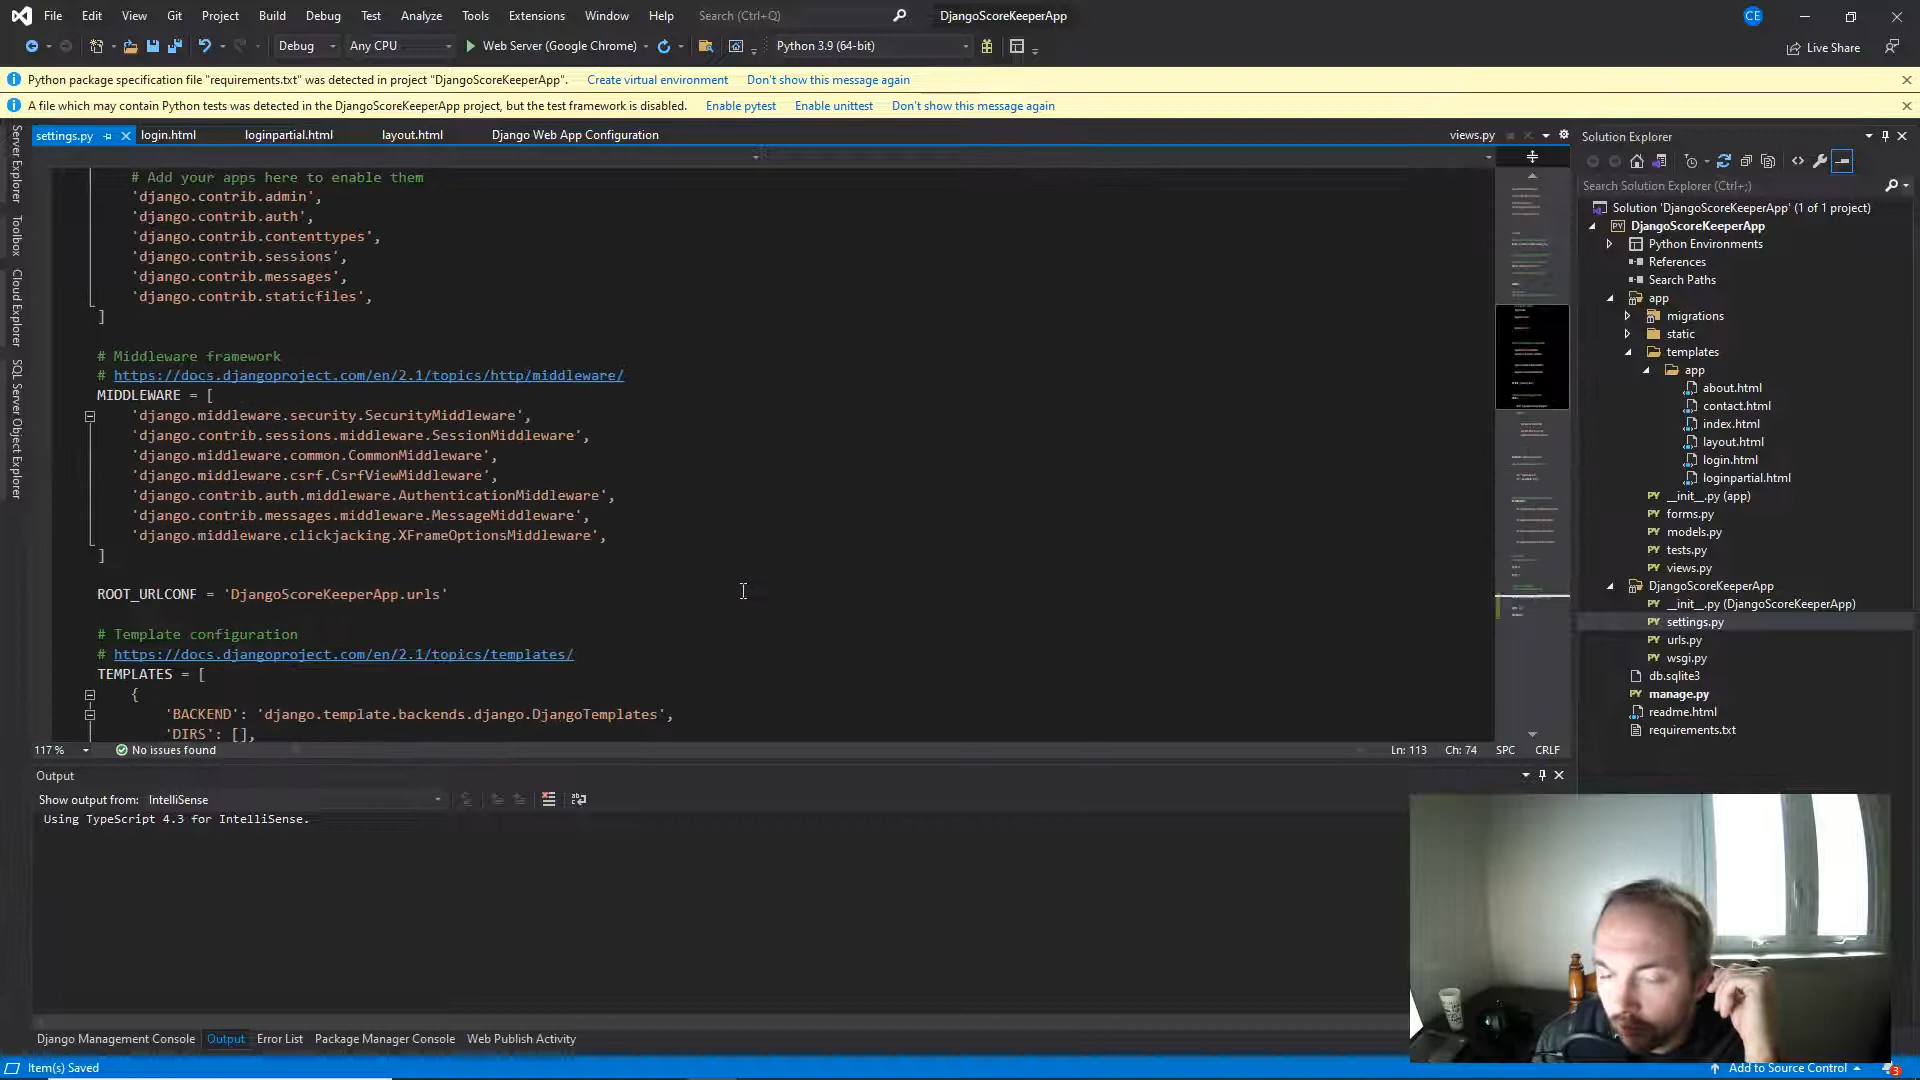 File Edit View Git Project Build Debug Test Analyze Tools Extensions Window Help Search (Ctrl+Q) DjangoScoreKeeperApp CE
Debug Any CPU Web Server (Google Chrome) Python 3.9 (64-bit) Live Share
Python package specification file "requirements.txt" was detected in project "DjangoScoreKeeperApp". Create virtual environment Don't show this message again
A file which may contain Python tests was detected in the DjangoScoreKeeperApp project, but the test framework is disabled. Enable pytest Enable unittest Don't show this message again
Server Explorer
Toolbox
Cloud Explorer
SQL Server Object Explorer
settings.py login.html loginpartial.html layout.html Django Web App Configuration views.py
# Add your apps here to enable them
'django.contrib.admin',
'django.contrib.auth',
'django.contrib.contenttypes',
'django.contrib.sessions',
'django.contrib.messages',
'django.contrib.staticfiles',
]
# Middleware framework
# https://docs.djangoproject.com/en/2.1/topics/http/middleware/
MIDDLEWARE = [
'django.middleware.security.SecurityMiddleware',
'django.contrib.sessions.middleware.SessionMiddleware',
'django.middleware.common.CommonMiddleware',
'django.middleware.csrf.CsrfViewMiddleware',
'django.contrib.auth.middleware.AuthenticationMiddleware',
'django.contrib.messages.middleware.MessageMiddleware',
'django.middleware.clickjacking.XFrameOptionsMiddleware',
]
ROOT_URLCONF = 'DjangoScoreKeeperApp.urls'
# Template configuration
# https://docs.djangoproject.com/en/2.1/topics/templates/
TEMPLATES = [
{
'BACKEND': 'django.template.backends.django.DjangoTemplates',
'DIRS': [],
117 % No issues found Ln: 113 Ch: 74 SPC CRLF
Output
Show output from: IntelliSense
Using TypeScript 4.3 for IntelliSense.
Django Management Console Output Error List Package Manager Console Web Publish Activity
Item(s) Saved Add to Source Control 3
Solution Explorer
Search Solution Explorer (Ctrl+;)
Solution 'DjangoScoreKeeperApp' (1 of 1 project)
PY DjangoScoreKeeperApp
Python Environments
References
Search Paths
app
migrations
static
templates
app
about.html
contact.html
index.html
layout.html
login.html
loginpartial.html
PY __init__.py (app)
PY forms.py
PY models.py
PY tests.py
PY views.py
DjangoScoreKeeperApp
PY __init__.py (DjangoScoreKeeperApp)
PY settings.py
PY urls.py
PY wsgi.py
db.sqlite3
PY manage.py
readme.html
requirements.txt